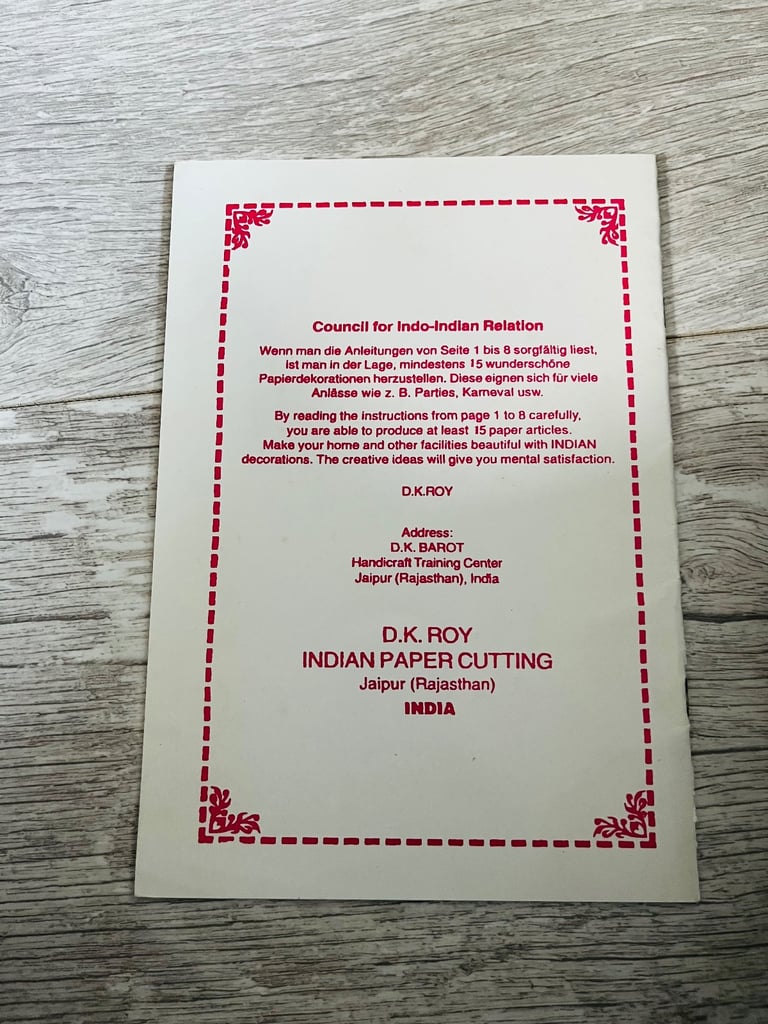 Council for Indo-Indian Relation
Wenn man die Anleitungen von Seite 1 bis 8 sorgfältig liest,
ist man in der Lage, mindestens 15 wunderschöne
Papierdekorationen herzustellen. Diese eignen sich für viele
Anlässe wie z. B. Parties, Karneval usw.
By reading the instructions from page 1 to 8 carefully,
you are able to produce at least 15 paper articles.
Make your home and other facilities beautiful with INDIAN
decorations. The creative ideas will give you mental satisfaction.
D.K.ROY
Address:
D.K. BAROT
Handicraft Training Center
Jaipur (Rajasthan), India
D.K. ROY
INDIAN PAPER CUTTING
Jaipur (Rajasthan)
INDIA